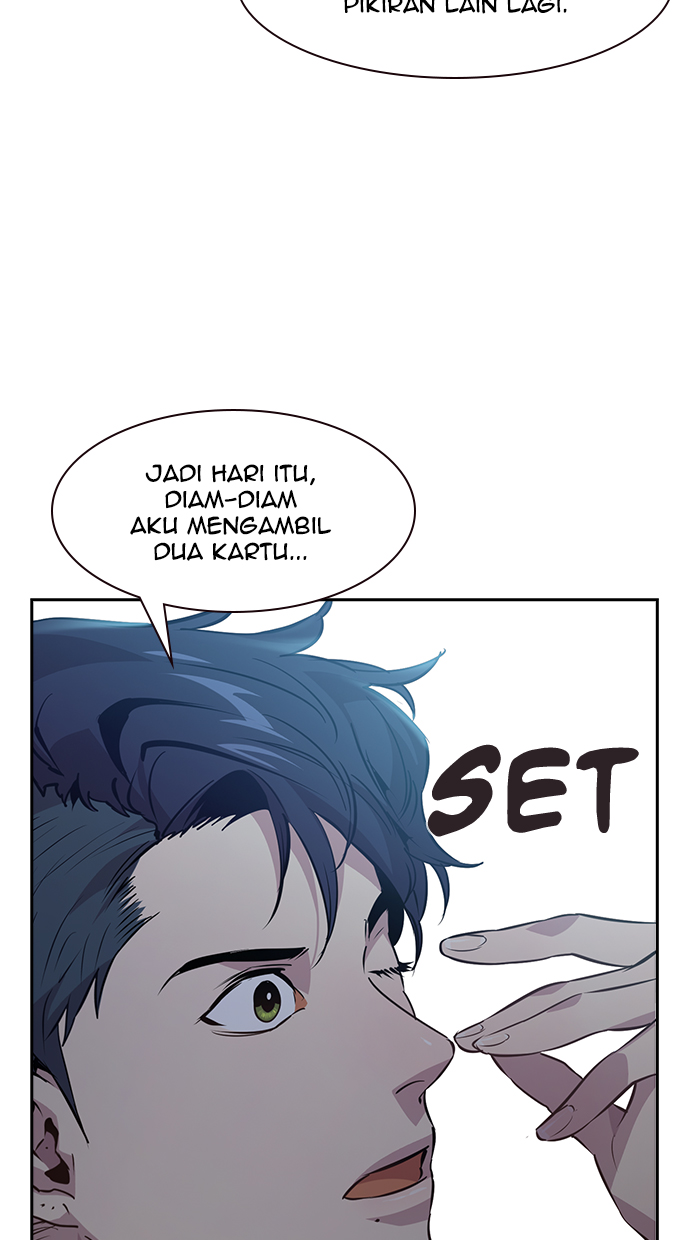 PIKIRAN LAIN LAGI.
JADI HARI ITU,
DIAM-DIAM
AKU MENGAMBIL
DUA KARTU...
SET